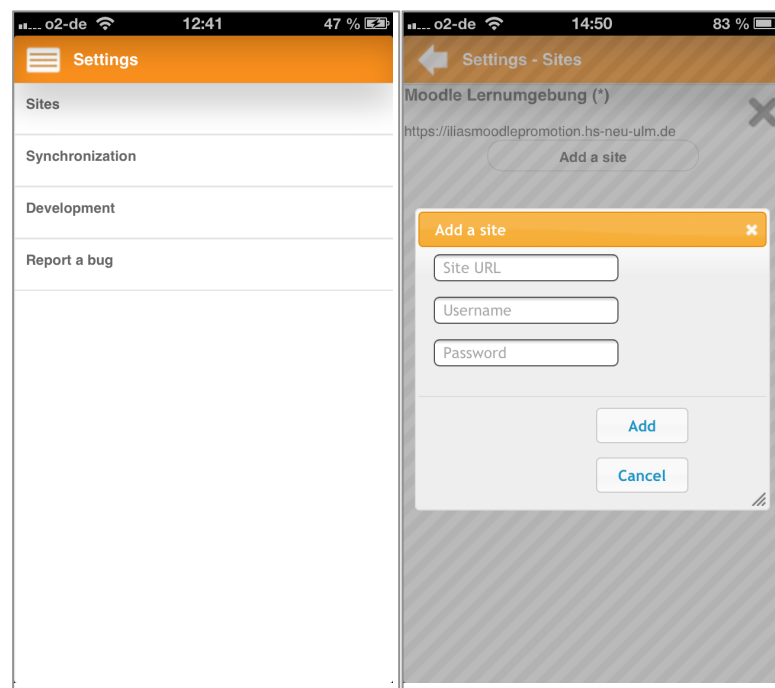 o2-de 12:41 47 %
Settings
Sites
Synchronization
Development
Report a bug
o2-de 14:50 83 %
Settings - Sites
Moodle Lernumgebung (*)
https://iliasmoodlepromotion.hs-neu-ulm.de
Add a site
Add a site
Site URL
Username
Password
Add
Cancel